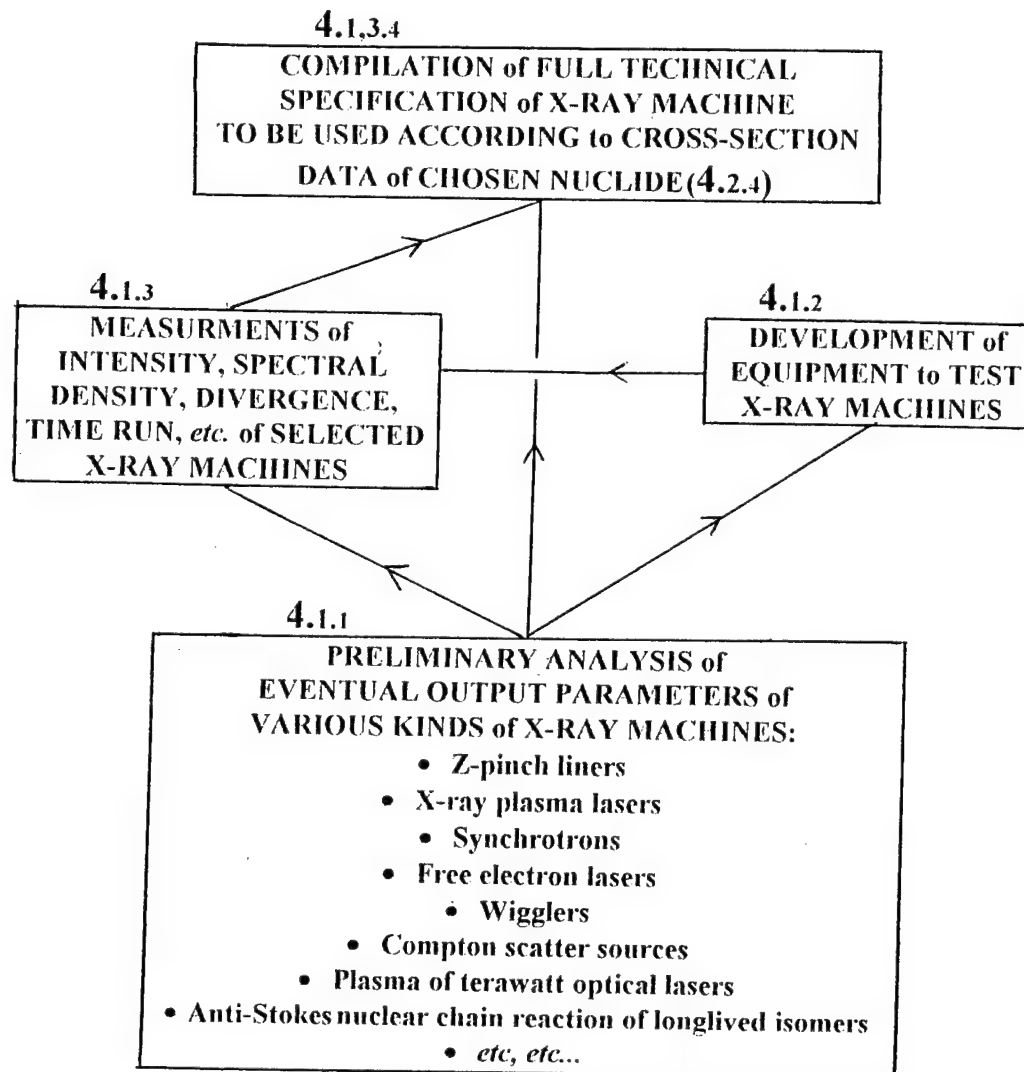 4.1,3.4
COMPILATION of FULL TECHNICAL
SPECIFICATION of X-RAY MACHINE
TO BE USED ACCORDING to CROSS-SECTION
DATA of CHOSEN NUCLIDE(4.2.4)
4.1.3
MEASURMENTS of
INTENSITY, SPECTRAL
DENSITY, DIVERGENCE,
TIME RUN, etc. of SELECTED
X-RAY MACHINES
4.1.2
DEVELOPMENT of
EQUIPMENT to TEST
X-RAY MACHINES
4.1.1
PRELIMINARY ANALYSIS of
EVENTUAL OUTPUT PARAMETERS of
VARIOUS KINDS of X-RAY MACHINES:
• Z-pinch liners
• X-ray plasma lasers
• Synchrotrons
• Free electron lasers
• Wigglers
• Compton scatter sources
• Plasma of terawatt optical lasers
• Anti-Stokes nuclear chain reaction of longlived isomers
• etc, etc...